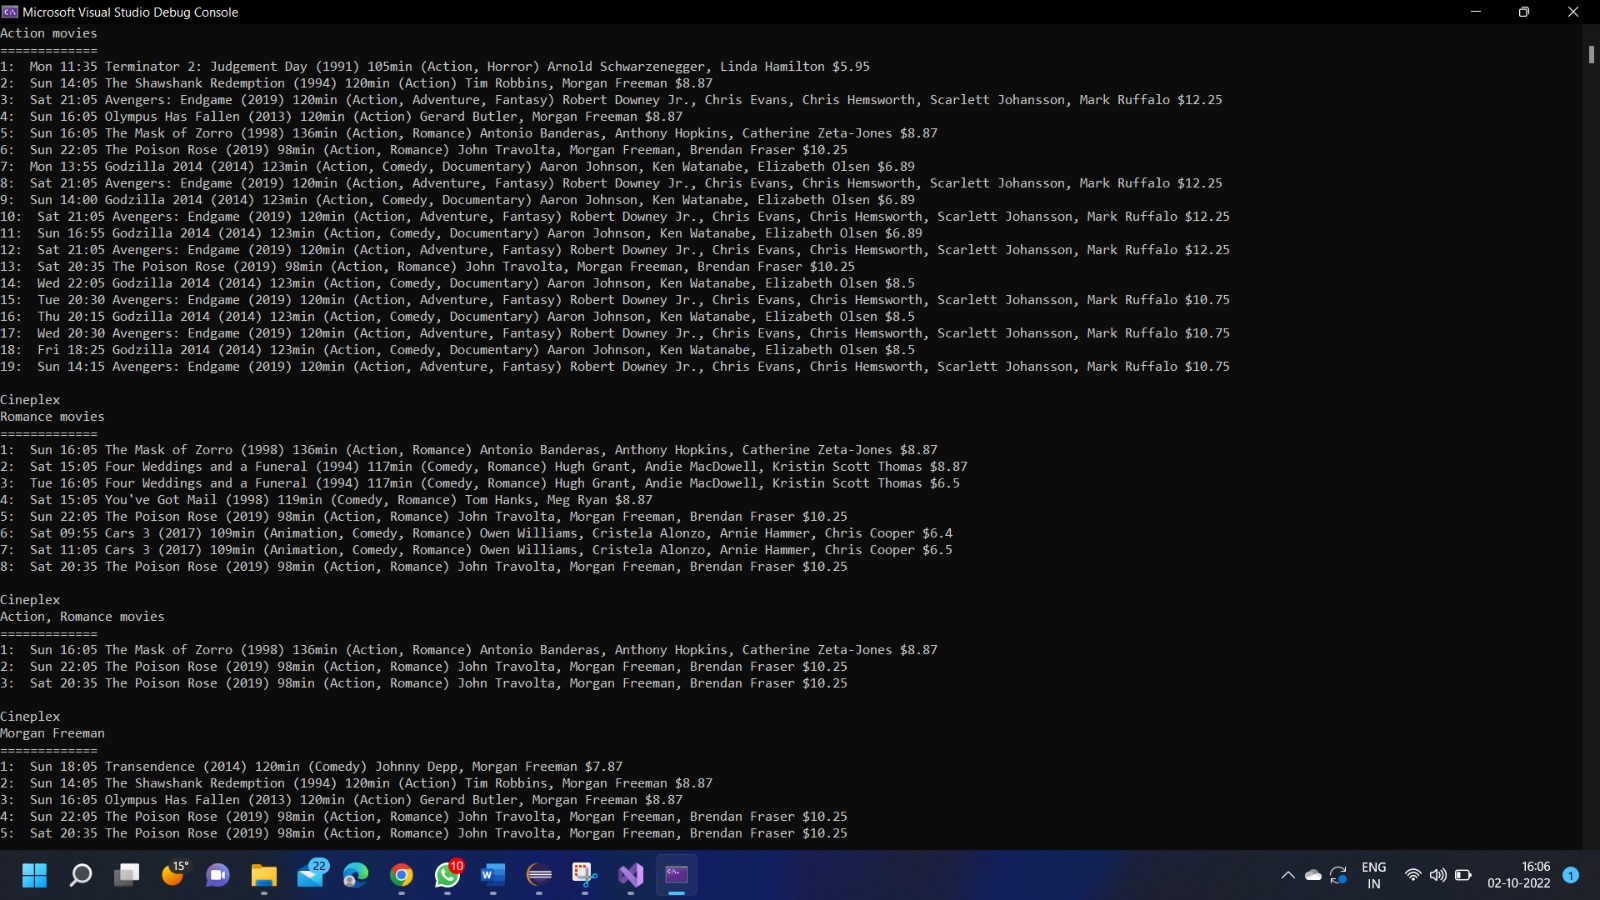 Microsoft Visual Studio Debug Console
Action movies
=============
1:  Mon 11:35 Terminator 2: Judgement Day (1991) 105min (Action, Horror) Arnold Schwarzenegger, Linda Hamilton $5.95
2:  Sun 14:05 The Shawshank Redemption (1994) 120min (Action) Tim Robbins, Morgan Freeman $8.87
3:  Sat 21:05 Avengers: Endgame (2019) 120min (Action, Adventure, Fantasy) Robert Downey Jr., Chris Evans, Chris Hemsworth, Scarlett Johansson, Mark Ruffalo $12.25
4:  Sun 16:05 Olympus Has Fallen (2013) 120min (Action) Gerard Butler, Morgan Freeman $8.87
5:  Sun 16:05 The Mask of Zorro (1998) 136min (Action, Romance) Antonio Banderas, Anthony Hopkins, Catherine Zeta-Jones $8.87
6:  Sun 22:05 The Poison Rose (2019) 98min (Action, Romance) John Travolta, Morgan Freeman, Brendan Fraser $10.25
7:  Mon 13:55 Godzilla 2014 (2014) 123min (Action, Comedy, Documentary) Aaron Johnson, Ken Watanabe, Elizabeth Olsen $6.89
8:  Sat 21:05 Avengers: Endgame (2019) 120min (Action, Adventure, Fantasy) Robert Downey Jr., Chris Evans, Chris Hemsworth, Scarlett Johansson, Mark Ruffalo $12.25
9:  Sun 14:00 Godzilla 2014 (2014) 123min (Action, Comedy, Documentary) Aaron Johnson, Ken Watanabe, Elizabeth Olsen $6.89
10:  Sat 21:05 Avengers: Endgame (2019) 120min (Action, Adventure, Fantasy) Robert Downey Jr., Chris Evans, Chris Hemsworth, Scarlett Johansson, Mark Ruffalo $12.25
11:  Sun 16:55 Godzilla 2014 (2014) 123min (Action, Comedy, Documentary) Aaron Johnson, Ken Watanabe, Elizabeth Olsen $6.89
12:  Sat 21:05 Avengers: Endgame (2019) 120min (Action, Adventure, Fantasy) Robert Downey Jr., Chris Evans, Chris Hemsworth, Scarlett Johansson, Mark Ruffalo $12.25
13:  Sat 20:35 The Poison Rose (2019) 98min (Action, Romance) John Travolta, Morgan Freeman, Brendan Fraser $10.25
14:  Wed 22:05 Godzilla 2014 (2014) 123min (Action, Comedy, Documentary) Aaron Johnson, Ken Watanabe, Elizabeth Olsen $8.5
15:  Tue 20:30 Avengers: Endgame (2019) 120min (Action, Adventure, Fantasy) Robert Downey Jr., Chris Evans, Chris Hemsworth, Scarlett Johansson, Mark Ruffalo $10.75
16:  Thu 20:15 Godzilla 2014 (2014) 123min (Action, Comedy, Documentary) Aaron Johnson, Ken Watanabe, Elizabeth Olsen $8.5
17:  Wed 20:30 Avengers: Endgame (2019) 120min (Action, Adventure, Fantasy) Robert Downey Jr., Chris Evans, Chris Hemsworth, Scarlett Johansson, Mark Ruffalo $10.75
18:  Fri 18:25 Godzilla 2014 (2014) 123min (Action, Comedy, Documentary) Aaron Johnson, Ken Watanabe, Elizabeth Olsen $8.5
19:  Sun 14:15 Avengers: Endgame (2019) 120min (Action, Adventure, Fantasy) Robert Downey Jr., Chris Evans, Chris Hemsworth, Scarlett Johansson, Mark Ruffalo $10.75
Cineplex
Romance movies
=============
1:  Sun 16:05 The Mask of Zorro (1998) 136min (Action, Romance) Antonio Banderas, Anthony Hopkins, Catherine Zeta-Jones $8.87
2:  Sat 15:05 Four Weddings and a Funeral (1994) 117min (Comedy, Romance) Hugh Grant, Andie MacDowell, Kristin Scott Thomas $8.87
3:  Tue 16:05 Four Weddings and a Funeral (1994) 117min (Comedy, Romance) Hugh Grant, Andie MacDowell, Kristin Scott Thomas $6.5
4:  Sat 15:05 You've Got Mail (1998) 119min (Comedy, Romance) Tom Hanks, Meg Ryan $8.87
5:  Sun 22:05 The Poison Rose (2019) 98min (Action, Romance) John Travolta, Morgan Freeman, Brendan Fraser $10.25
6:  Sat 09:55 Cars 3 (2017) 109min (Animation, Comedy, Romance) Owen Williams, Cristela Alonzo, Arnie Hammer, Chris Cooper $6.4
7:  Sat 11:05 Cars 3 (2017) 109min (Animation, Comedy, Romance) Owen Williams, Cristela Alonzo, Arnie Hammer, Chris Cooper $6.5
8:  Sat 20:35 The Poison Rose (2019) 98min (Action, Romance) John Travolta, Morgan Freeman, Brendan Fraser $10.25
Cineplex
Action, Romance movies
=============
1:  Sun 16:05 The Mask of Zorro (1998) 136min (Action, Romance) Antonio Banderas, Anthony Hopkins, Catherine Zeta-Jones $8.87
2:  Sun 22:05 The Poison Rose (2019) 98min (Action, Romance) John Travolta, Morgan Freeman, Brendan Fraser $10.25
3:  Sat 20:35 The Poison Rose (2019) 98min (Action, Romance) John Travolta, Morgan Freeman, Brendan Fraser $10.25
Cineplex
Morgan Freeman
=============
1:  Sun 18:05 Transendence (2014) 120min (Comedy) Johnny Depp, Morgan Freeman $7.87
2:  Sun 14:05 The Shawshank Redemption (1994) 120min (Action) Tim Robbins, Morgan Freeman $8.87
3:  Sun 16:05 Olympus Has Fallen (2013) 120min (Action) Gerard Butler, Morgan Freeman $8.87
4:  Sun 22:05 The Poison Rose (2019) 98min (Action, Romance) John Travolta, Morgan Freeman, Brendan Fraser $10.25
5:  Sat 20:35 The Poison Rose (2019) 98min (Action, Romance) John Travolta, Morgan Freeman, Brendan Fraser $10.25
15°
22
10
ENG
IN
16:06
02-10-2022
1